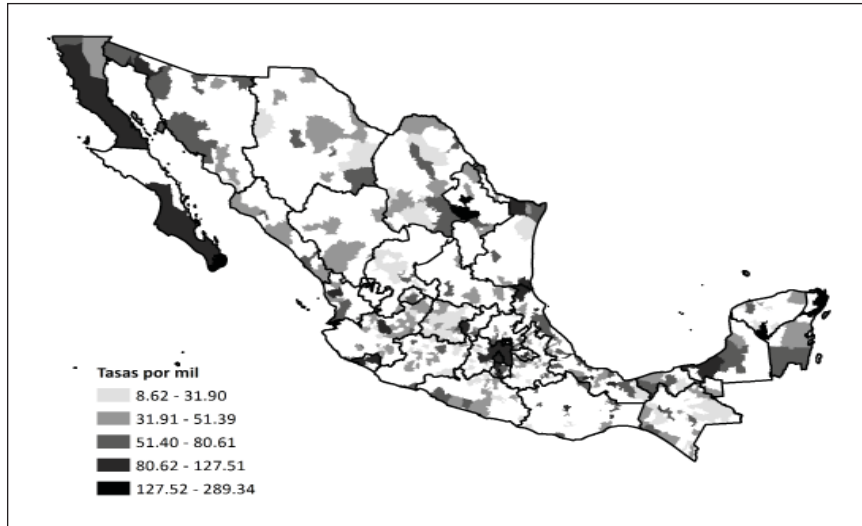 Tasas por mil
8.62 - 31.90
31.91 - 51.39
51.40 - 80.61
80.62 - 127.51
127.52 - 289.34